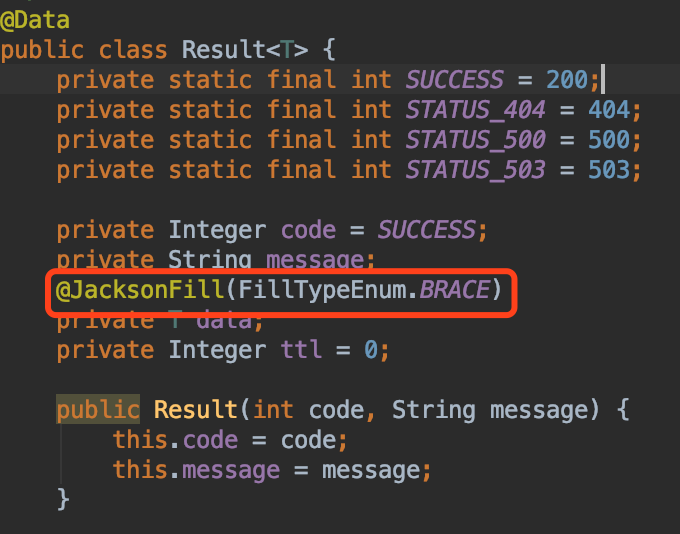 @Data
public class Result<T> {
    private static final int SUCCESS = 200;
    private static final int STATUS_404 = 404;
    private static final int STATUS_500 = 500;
    private static final int STATUS_503 = 503;
    private Integer code = SUCCESS;
    private String message;
    @JacksonFill(FillTypeEnum.BRACE)
    private T data;
    private Integer ttl = 0;
    public Result(int code, String message) {
        this.code = code;
        this.message = message;
    }